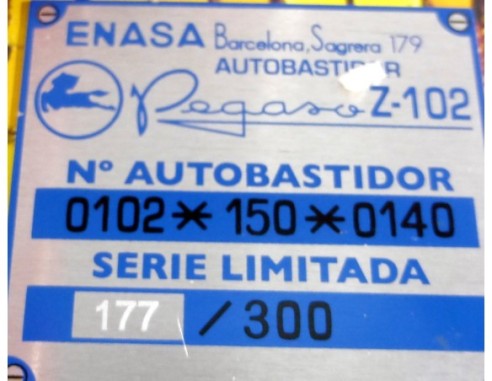 ENASA Barcelona, Sagrera 179
AUTOBASTIDOR
Pegaso Z-102
Nº AUTOBASTIDOR
0102*150*0140
SERIE LIMITADA
177 / 300